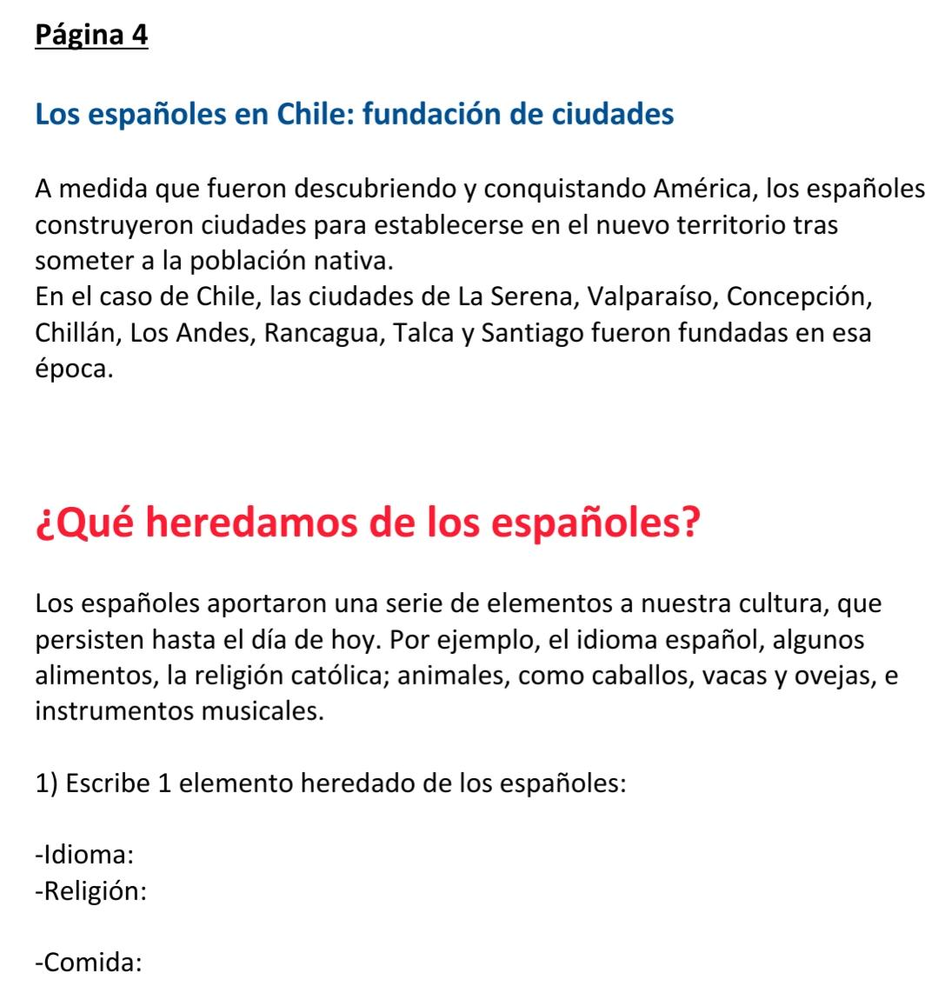 Página 4
Los españoles en Chile: fundación de ciudades
A medida que fueron descubriendo y conquistando América, los españoles
construyeron ciudades para establecerse en el nuevo territorio tras
someter a la población nativa.
En el caso de Chile, las ciudades de La Serena, Valparaíso, Concepción,
Chillán, Los Andes, Rancagua, Talca y Santiago fueron fundadas en esa
época.
¿Qué heredamos de los españoles?
Los españoles aportaron una serie de elementos a nuestra cultura, que
persisten hasta el día de hoy. Por ejemplo, el idioma español, algunos
alimentos, la religión católica; animales, como caballos, vacas y ovejas, e
instrumentos musicales.
1) Escribe 1 elemento heredado de los españoles:
-Idioma:
-Religión:
-Comida: